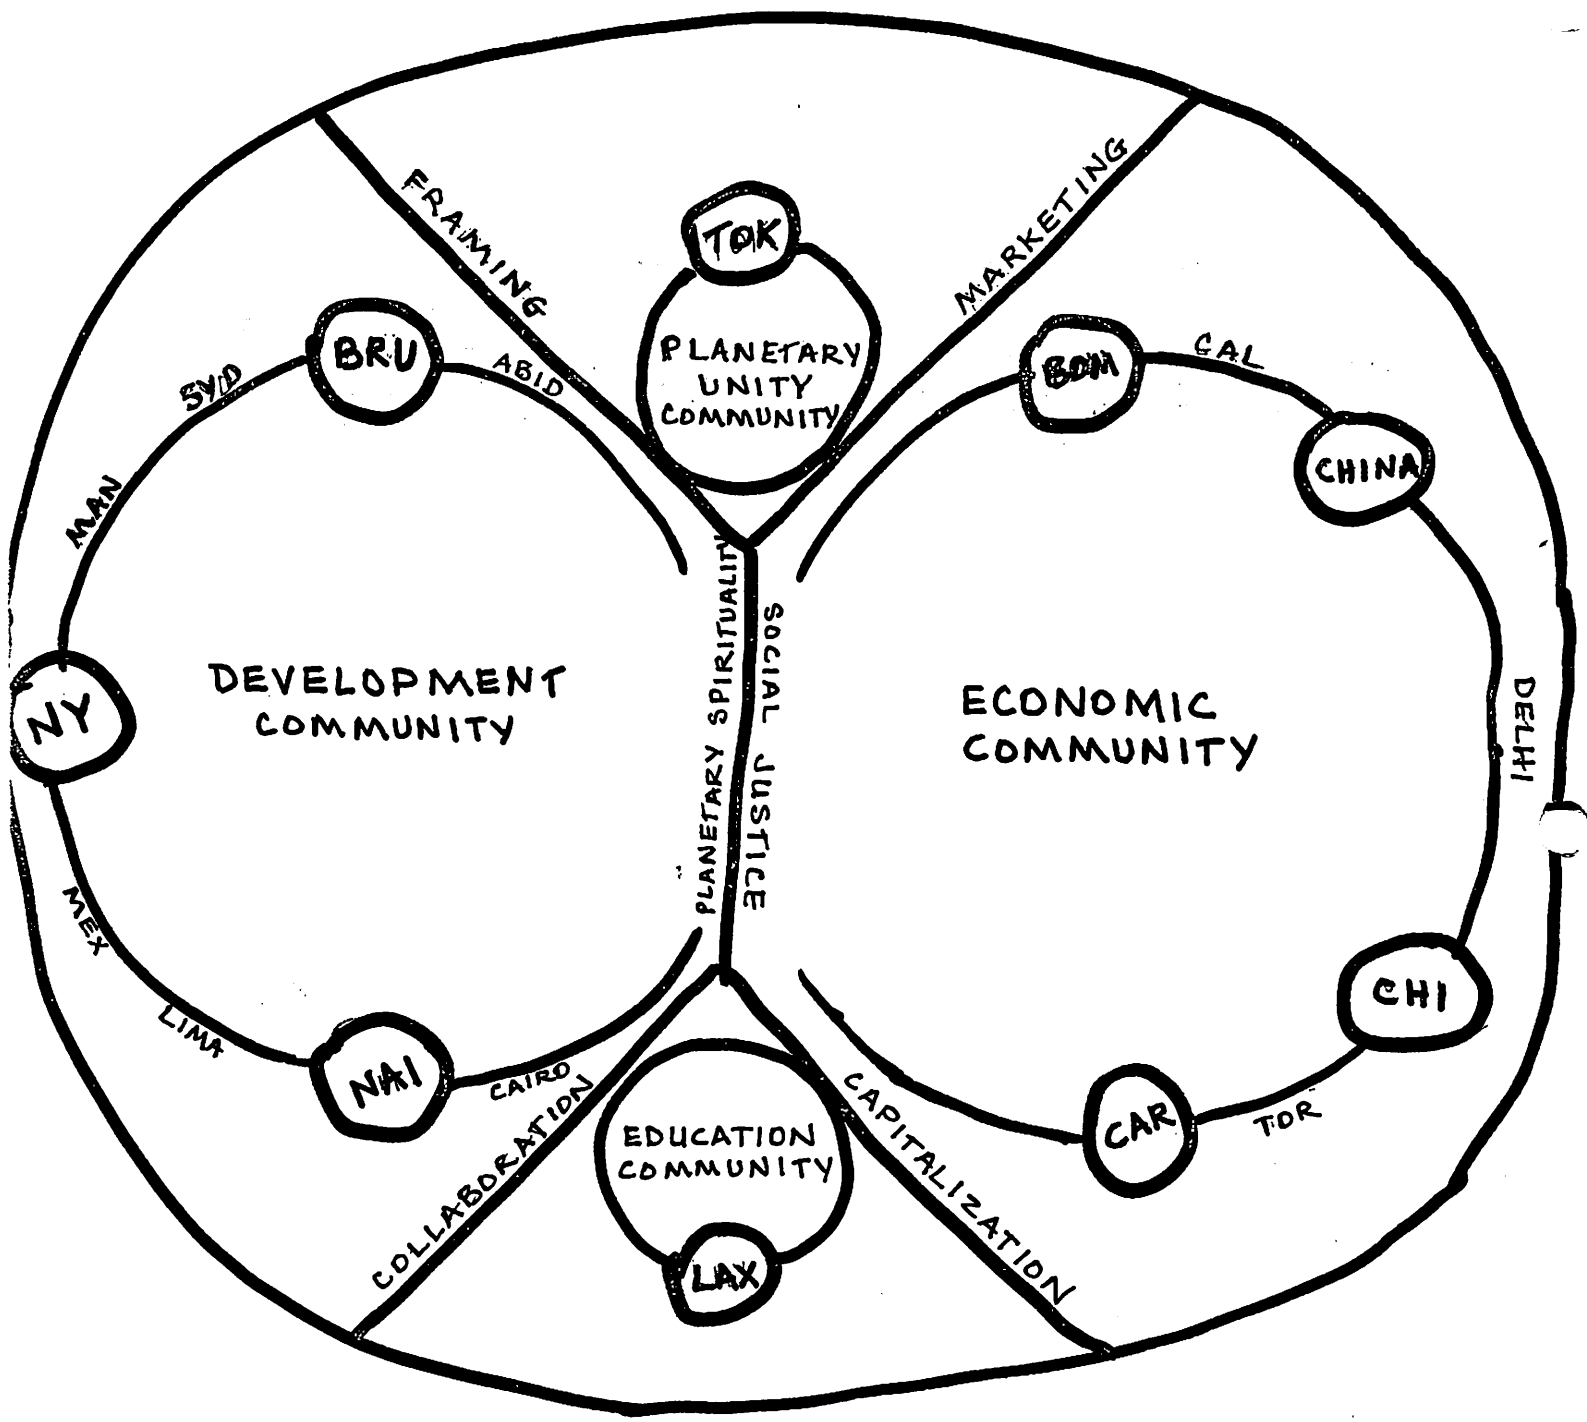 FRAMING
MARKETING
TOK
PLANETARY
UNITY
COMMUNITY
BRU
ABID
SYD
MAN
NY
MEX
LIMA
NAI
CAIRO
DEVELOPMENT
COMMUNITY
PLANETARY SPIRITUALITY
SOCIAL JUSTICE
BOM
CAL
CHINA
DELHI
CHI
TOR
CAR
ECONOMIC
COMMUNITY
COLLABORATION
CAPITALIZATION
EDUCATION
COMMUNITY
LAX